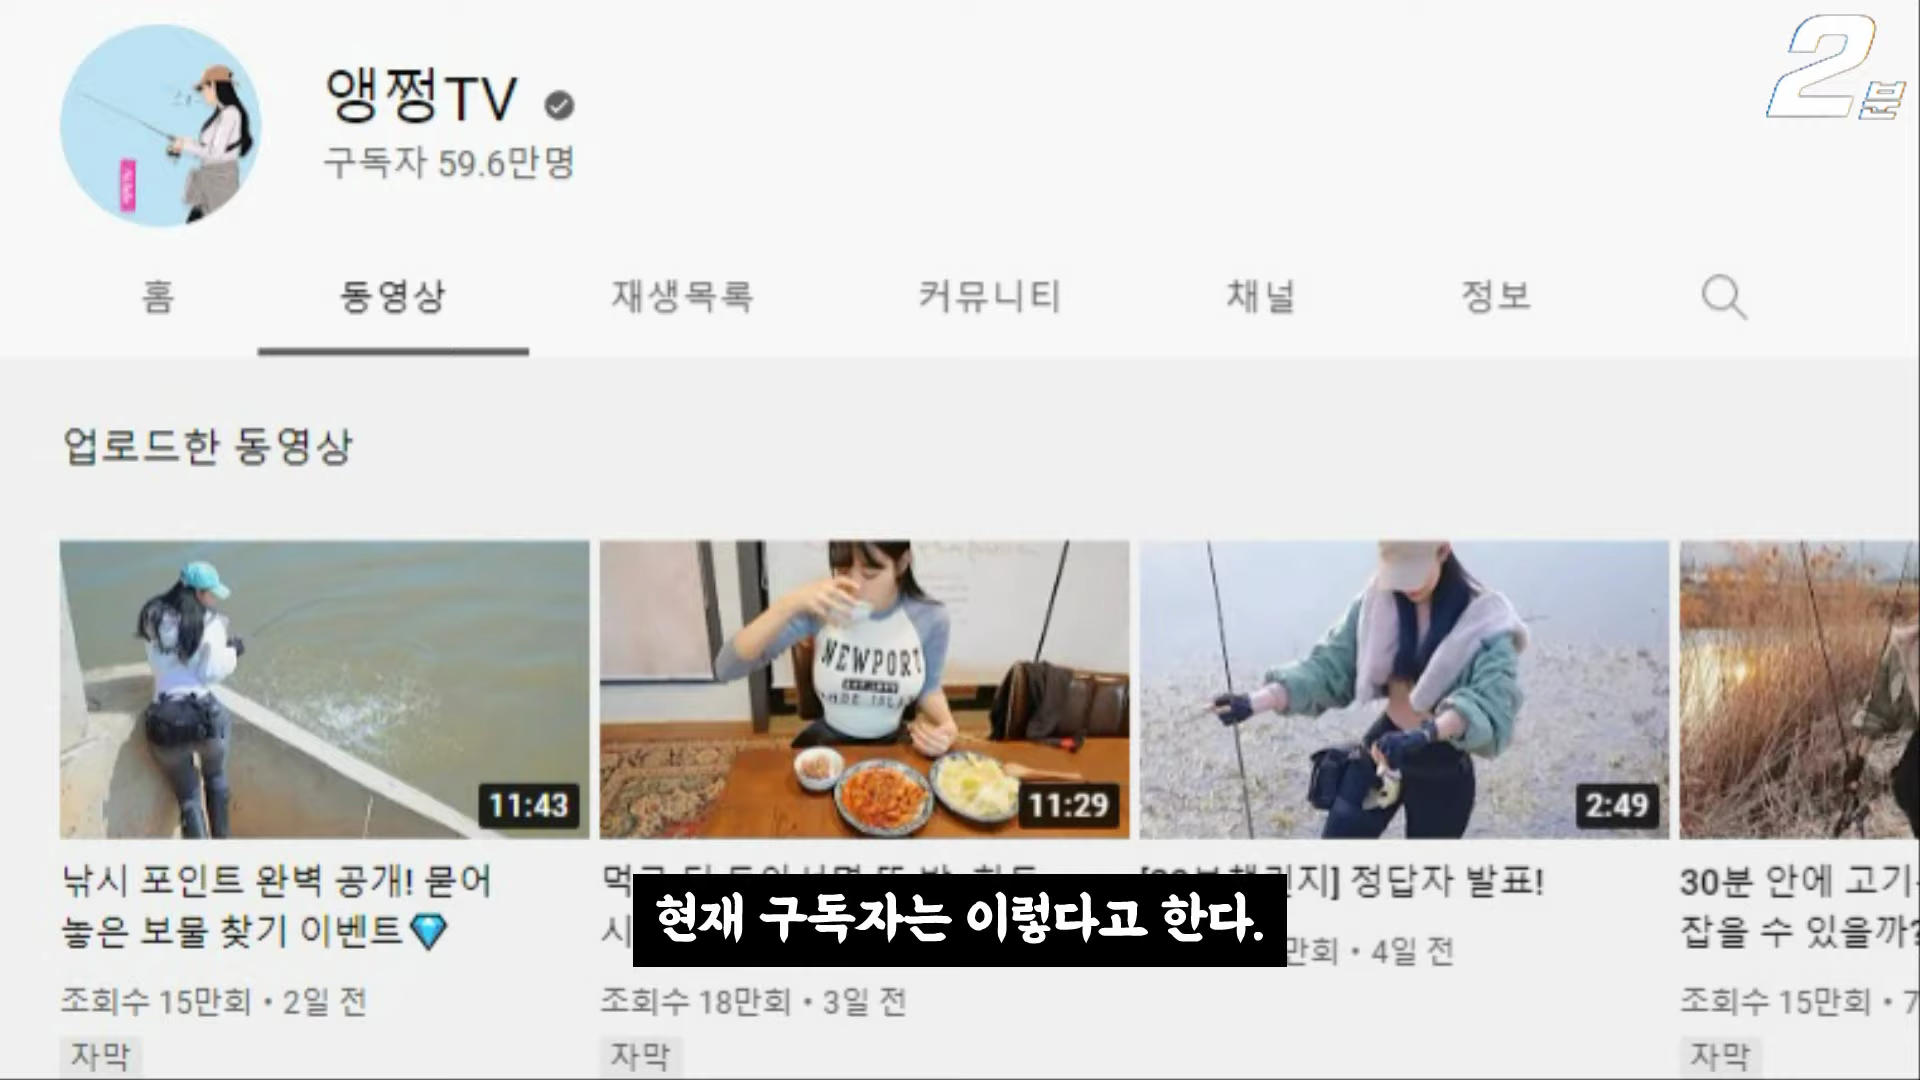 앵쩡TV
구독자 59.6만명
2분
홈 동영상 재생목록 커뮤니티 채널 정보
업로드한 동영상
NEWPORT
11:43
11:29
2:49
낚시 포인트 완벽 공개! 묻어
놓은 보물 찾기 이벤트💎
조회수 15만회 • 2일 전
자막
조회수 18만회 • 3일 전
자막
정답자 발표!
만회 • 4일 전
30분 안에 고기
잡을 수 있을까?
조회수 15만회 • 7
자막
현재 구독자는 이렇다고 한다.